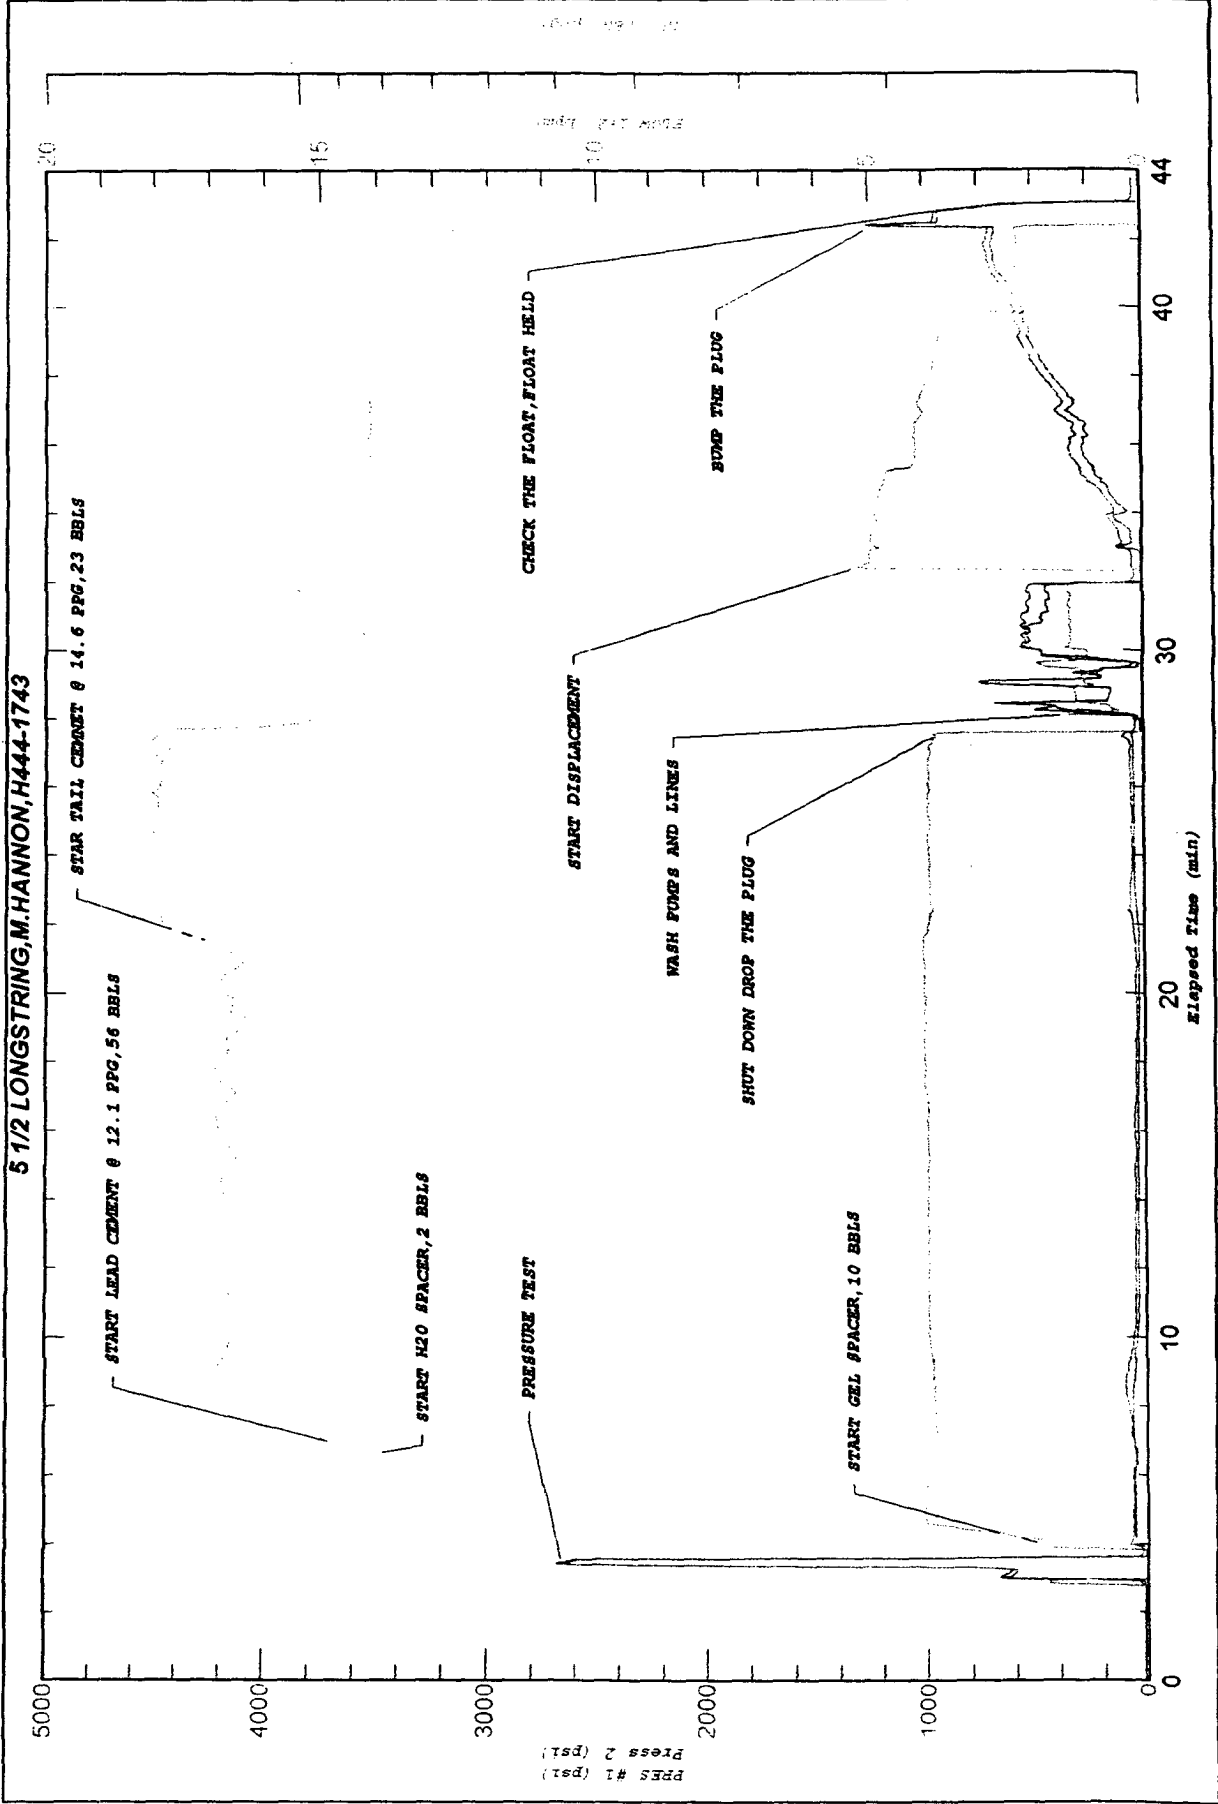 5 1/2 LONGSTRING,M.HANNON,H444-1743
STAR TAIL CEMNET @ 14.6 PPG,23 BBLS
START LEAD CEMENT @ 12.1 PPG,56 BBLS
START H20 SPACER,2 BBLS
PRESSURE TEST
START GEL SPACER,10 BBLS
CHECK THE FLOAT,FLOAT HELD
BUMP THE PLUG
START DISPLACEMENT
WASH PUMPS AND LINES
SHUT DOWN DROP THE PLUG
5000
4000
3000
2000
1000
0
PRES #1 (psi)
Press 2 (psi)
0
10
20
30
40
44
Elapsed Time (min)
20
15
10
5
0